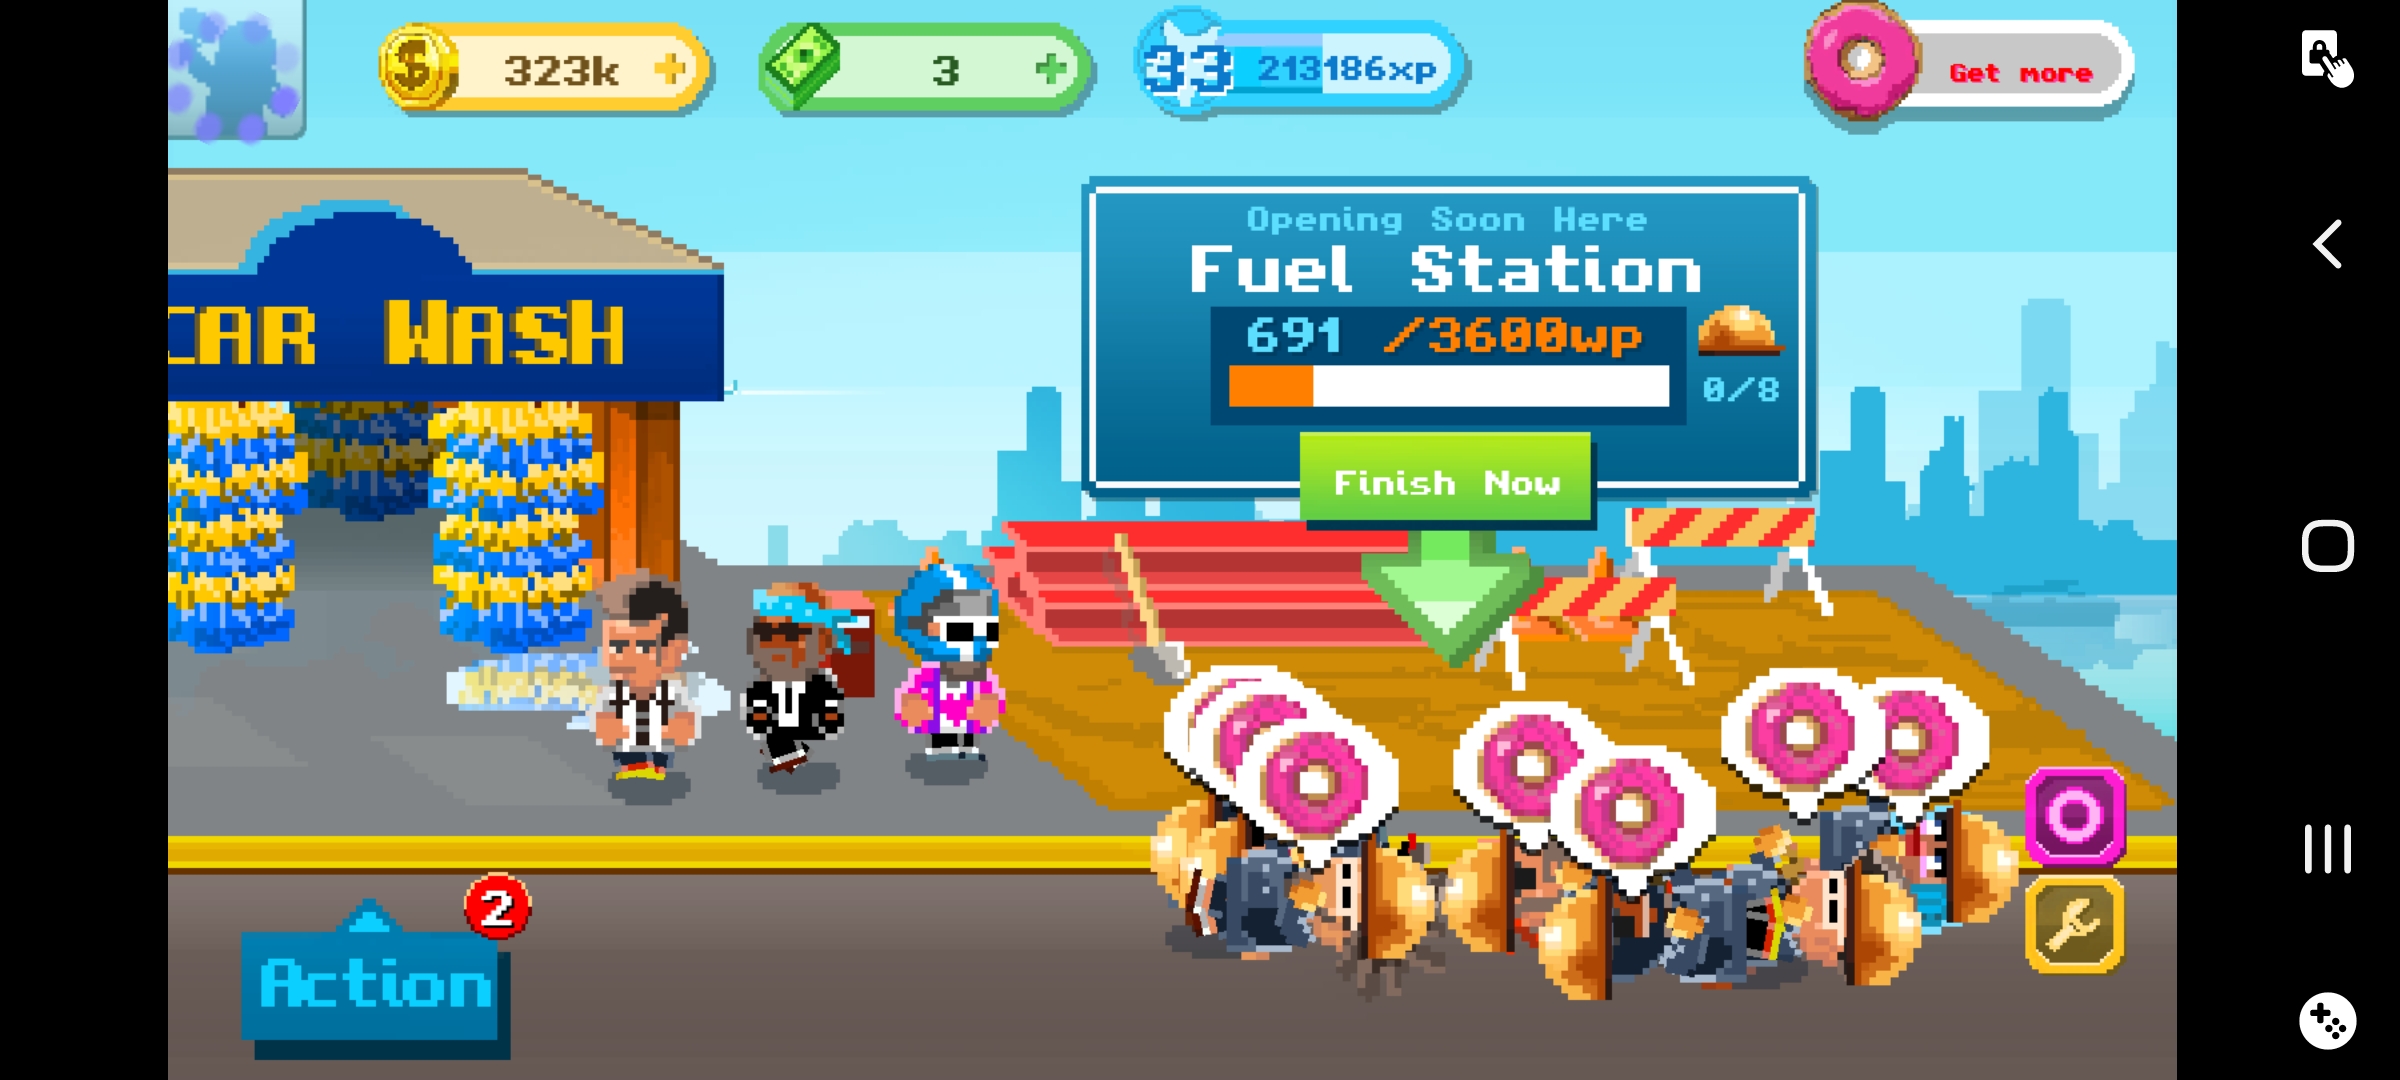 323k
3
33
213186xp
Get more
Opening Soon Here
Fuel Station
691 /3600wp
0/8
CAR WASH
Finish Now
2
Action